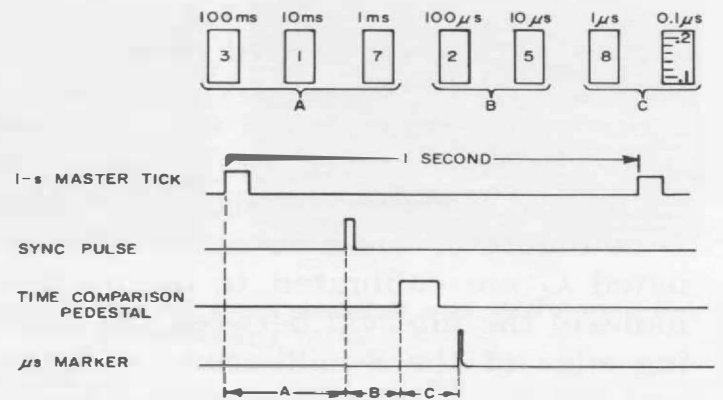 100ms 10ms 1ms 100μs 10μs 1μs 0.1μs
3 1 7 2 5 8 .2
.1
A B C
1 SECOND
1-s MASTER TICK
SYNC PULSE
TIME COMPARISON
PEDESTAL
μs MARKER
A B C